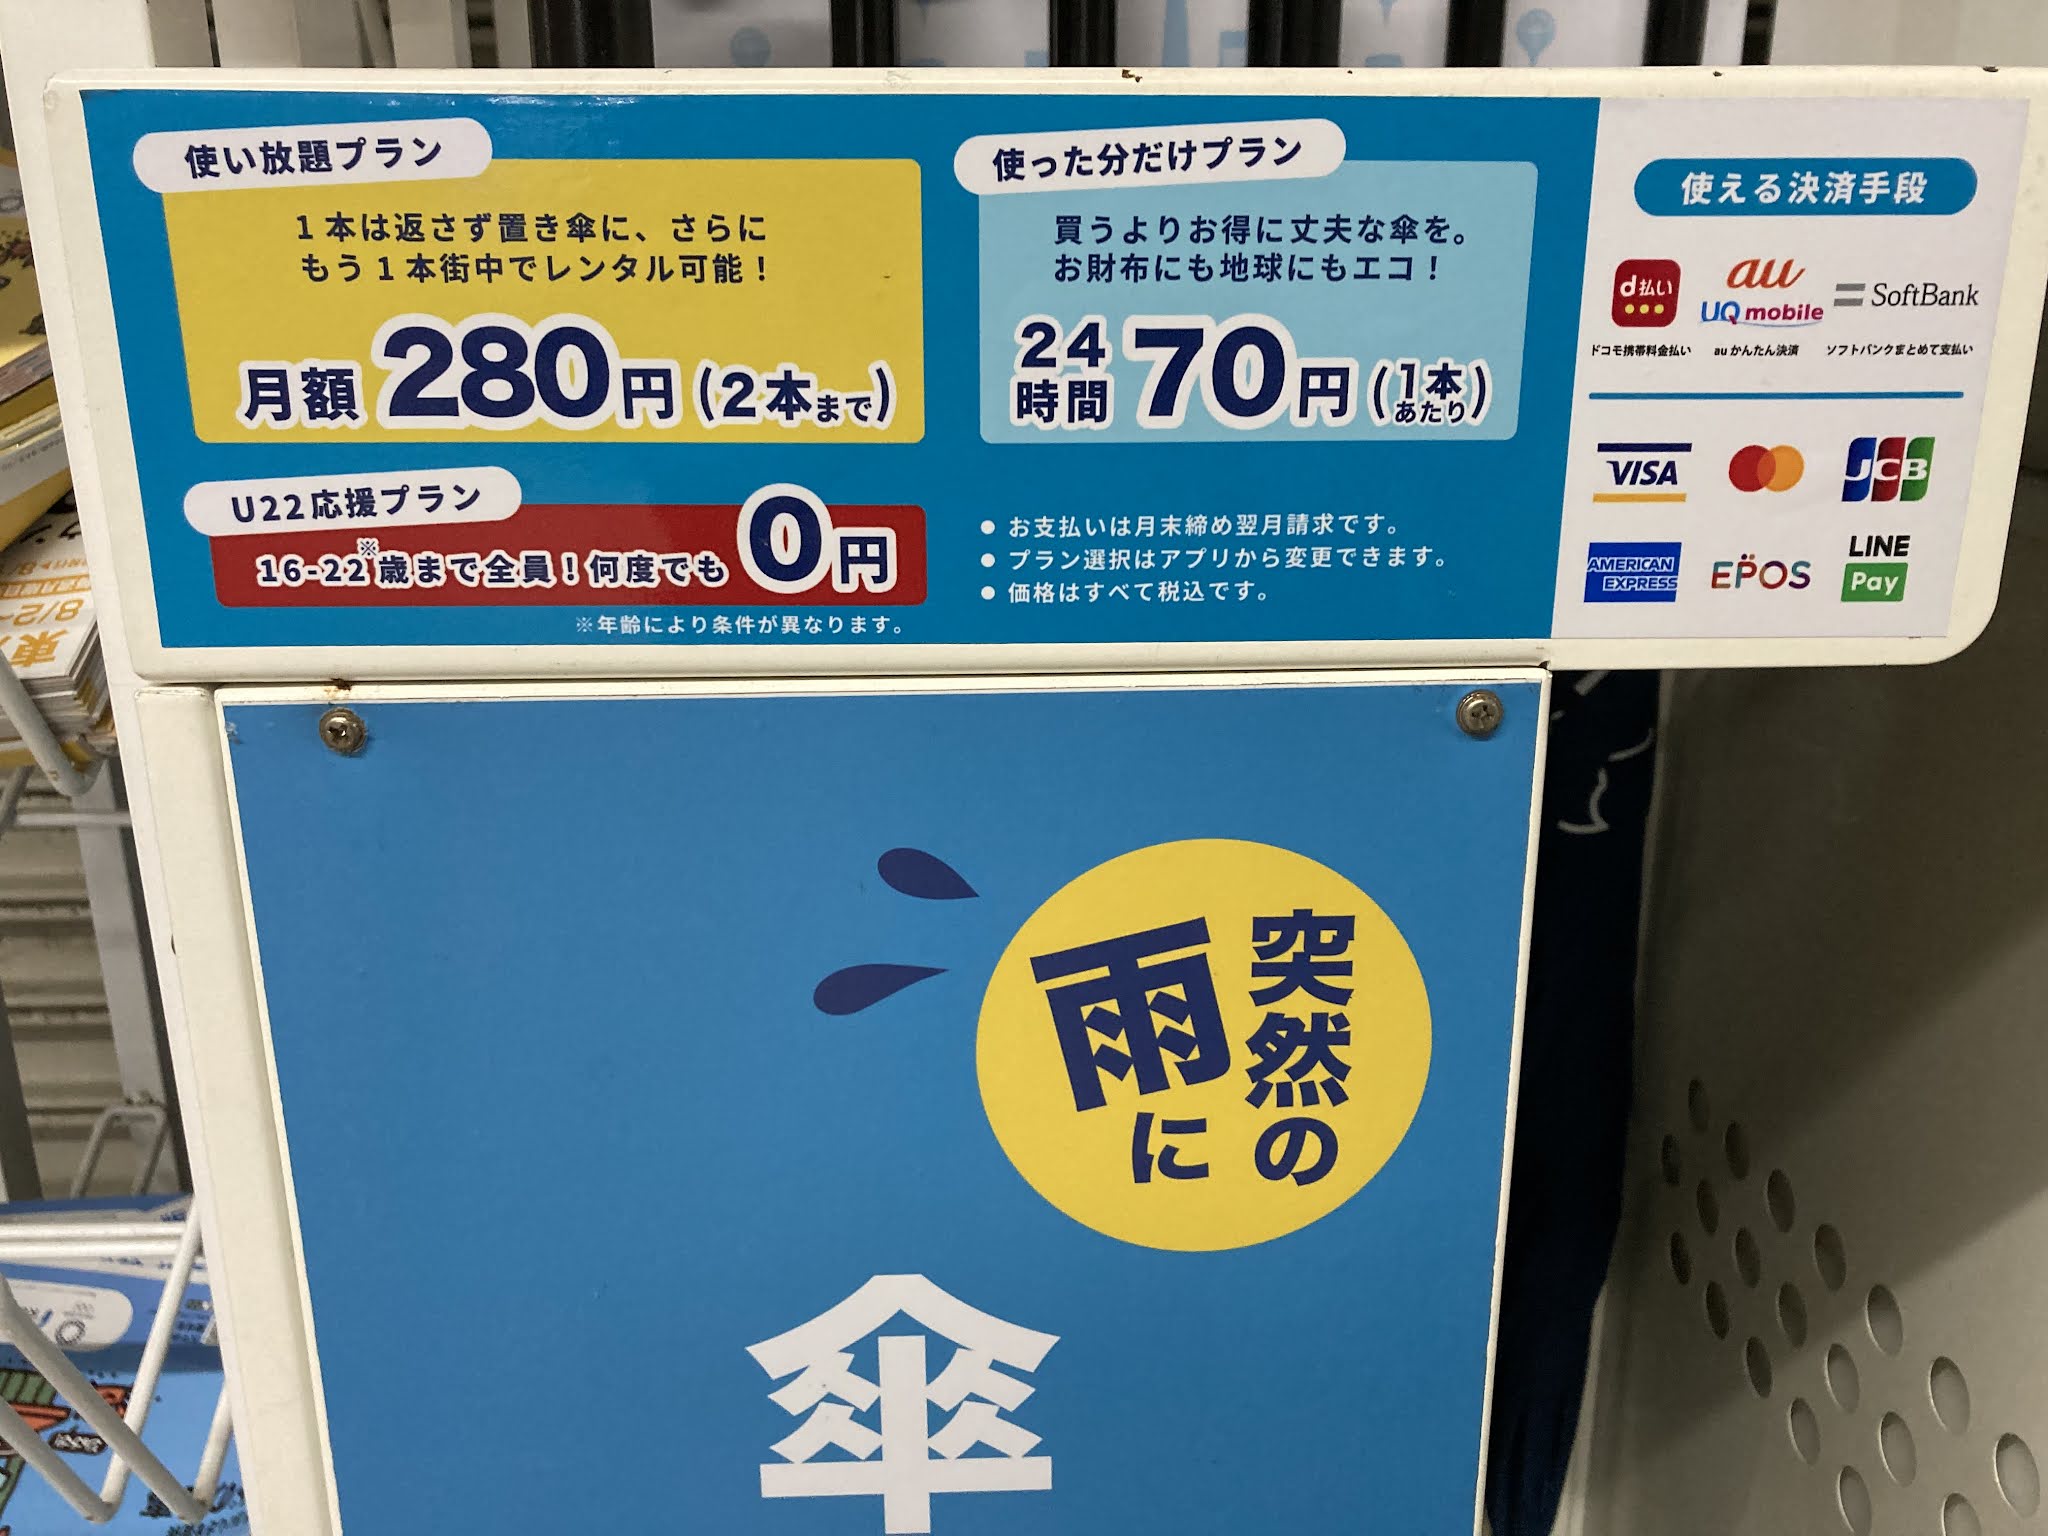 使い放題プラン
1本は返さず置き傘に、さらに
もう1本街中でレンタル可能！
月額280円(2本まで)
使った分だけプラン
買うよりお得に丈夫な傘を。
お財布にも地球にもエコ！
24時間70円(1本あたり)
U22応援プラン
16-22※歳まで全員！何度でも0円
※年齢により条件が異なります。
● お支払いは月末締め翌月請求です。
● プラン選択はアプリから変更できます。
● 価格はすべて税込です。
使える決済手段
d払い
au
UQ mobile
SoftBank
ドコモ携帯料金払い
auかんたん決済
ソフトバンクまとめて支払い
VISA
JCB
AMERICAN
EXPRESS
EPOS
LINE
Pay
突然の
雨に
傘
8/2
東